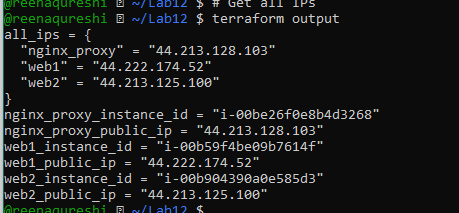 @reenaqureshi ~/Lab12 $ # Get all IPs
@reenaqureshi ~/Lab12 $ terraform output
all_ips = {
  "nginx_proxy" = "44.213.128.103"
  "web1" = "44.222.174.52"
  "web2" = "44.213.125.100"
}
nginx_proxy_instance_id = "i-00be26f0e8b4d3268"
nginx_proxy_public_ip = "44.213.128.103"
web1_instance_id = "i-00b59f4be09b7614f"
web1_public_ip = "44.222.174.52"
web2_instance_id = "i-00b904390a0e585d3"
web2_public_ip = "44.213.125.100"
@reenaqureshi ~/Lab12 $